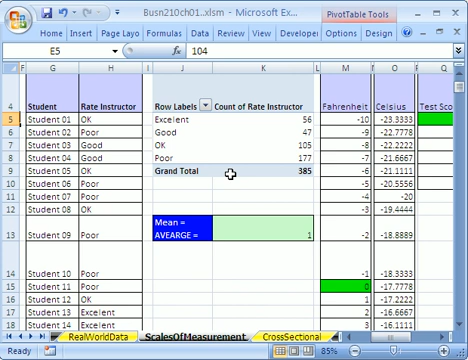 Busn210ch01..xlsm - Microsoft Ex...
PivotTable Tools
Home Insert Page Layo Formulas Data Review View Developer Options Design
E5 fx 104
F G H I J K L M N O P Q
4 Student Rate Instructor Row Labels Count of Rate Instructor Fahrenheit Celsius Test Sco
5 Student 01 OK Excelent 56 -10 -23.3333
6 Student 02 Poor Good 47 -9 -22.7778
7 Student 03 Good OK 105 -8 -22.2222
8 Student 04 Good Poor 177 -7 -21.6667
9 Student 05 OK Grand Total 385 -6 -21.1111
10 Student 06 Poor -5 -20.5556
11 Student 07 Poor -4 -20
12 Student 08 OK -3 -19.4444
Mean =
13 Student 09 Poor AVEARGE = 1 -2 -18.8889
14 Student 10 Poor -1 -18.3333
15 Student 11 Poor 0 -17.7778
16 Student 12 OK 1 -17.2222
17 Student 13 Excelent 2 -16.6667
18 Student 14 Excelent 3 -16.1111
RealWorldData ScalesOfMeasurement CrossSectional
85%